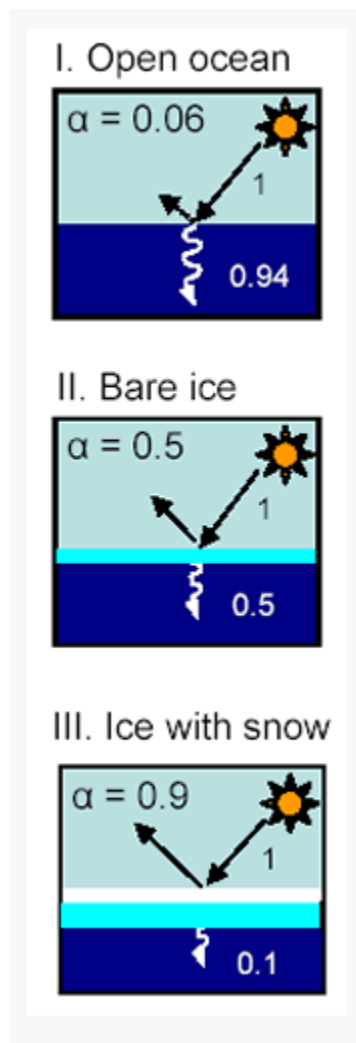 I. Open ocean
α = 0.06
1
0.94
II. Bare ice
α = 0.5
1
0.5
III. Ice with snow
α = 0.9
1
0.1